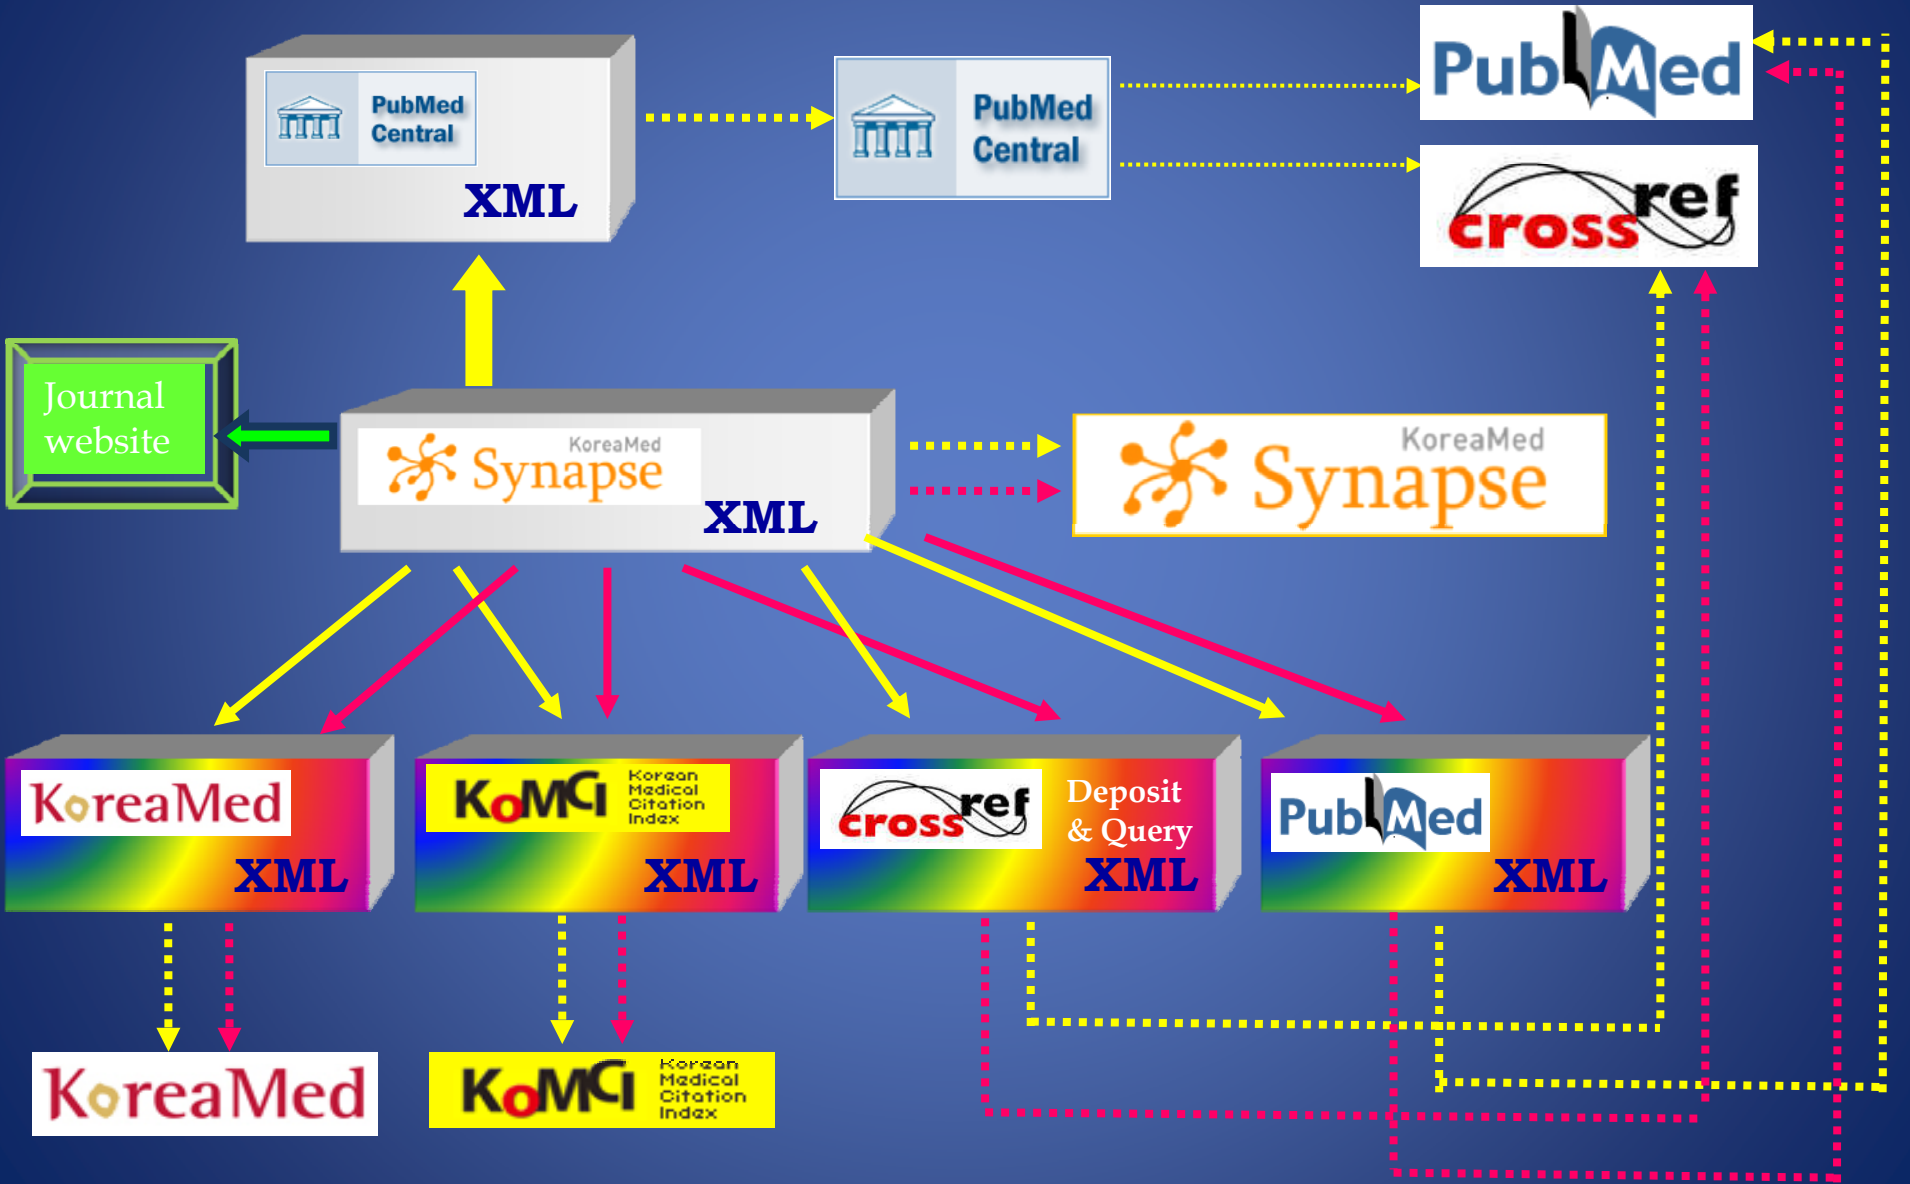 PubMed
Central
XML
PubMed
Central
PubMed
crossref
Journal
website
KoreaMed
Synapse
XML
KoreaMed
Synapse
KoreaMed
XML
KoMCI
Korean
Medical
Citation
Index
XML
crossref
Deposit
& Query
XML
PubMed
XML
KoreaMed
KoMCI
Korean
Medical
Citation
Index